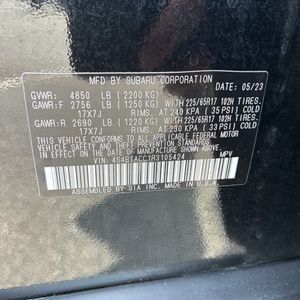 MFD. BY SUBARU CORPORATION 05/23
GVWR: 4850 LB (2200 KG)
GAWR:F 2756 LB (1250 KG) WITH 225/65R17 102H TIRES.
17X7J RIMS. AT 240 KPA (35 PSI) COLD
GAWR:R 2690 LB (1220 KG) WITH 225/65R17 102H TIRES.
17X7J RIMS. AT 230 KPA (33 PSI) COLD
THIS VEHICLE CONFORMS TO ALL APPLICABLE
FEDERAL MOTOR VEHICLE SAFETY, BUMPER, AND THEFT
PREVENTION STANDARDS IN EFFECT ON THE DATE OF
MANUFACTURE SHOWN ABOVE.
VIN: 4S4BTACC1R3105424 MPV
ASSEMBLED BY SIA INC. MADE IN U.S.A.